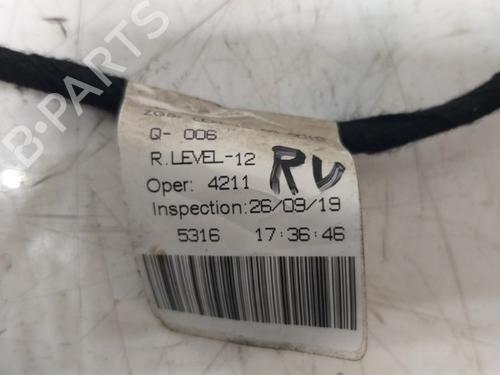 Q- 006
R.LEVEL-12
RV
Oper: 4211
Inspection:26/09/19
5316 17:36:46
B-PARTS